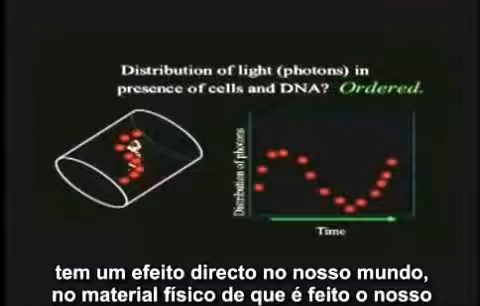 Distribution of light (photons) in
presence of cells and DNA? Ordered.
Distribution of photons
Time
tem um efeito directo no nosso mundo,
no material físico de que é feito o nosso